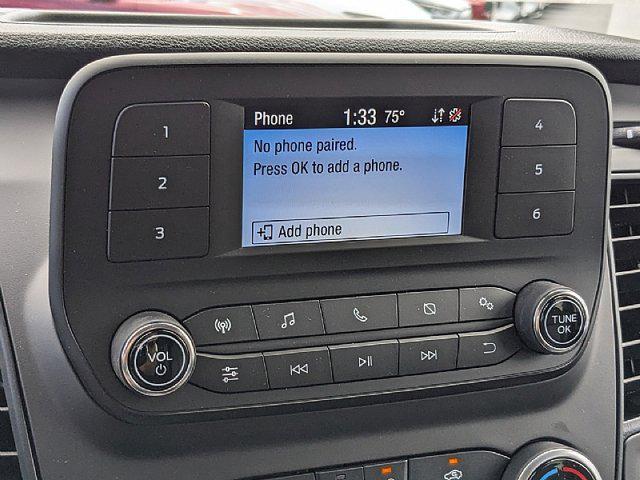 Phone 1:33 75°
No phone paired.
Press OK to add a phone.
Add phone
1
2
3
4
5
6
VOL
TUNE
OK